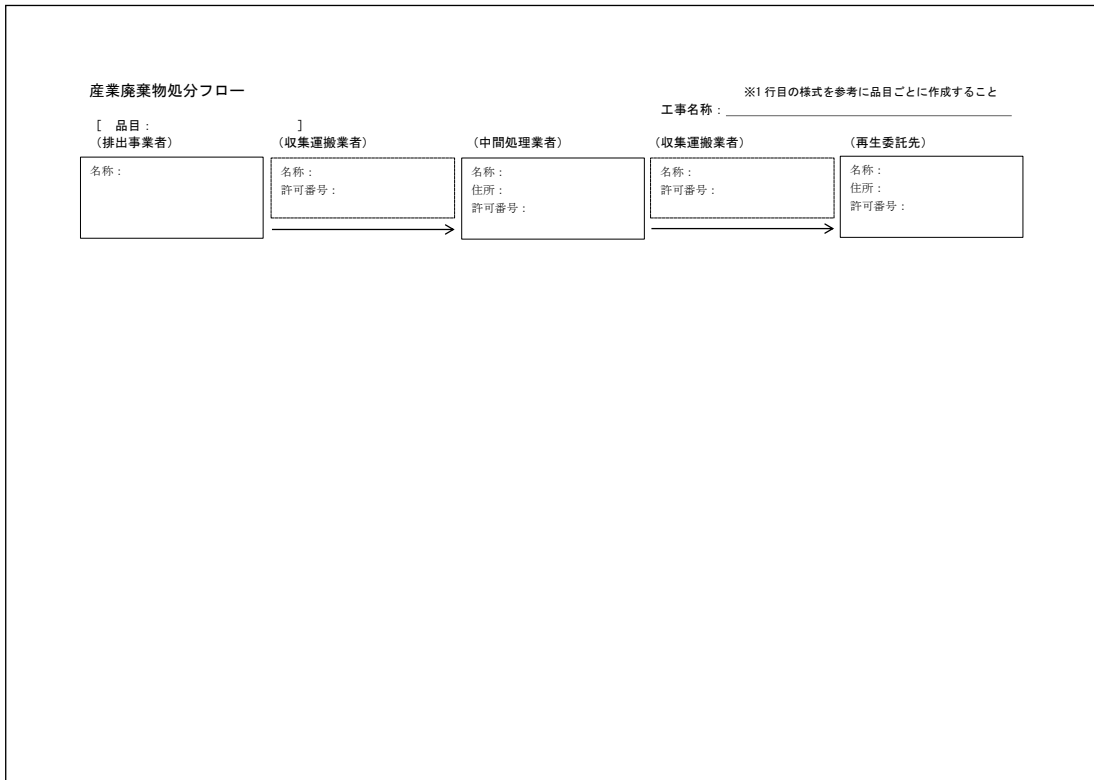 産業廃棄物処分フロー
※1行目の様式を参考に品目ごとに作成すること
工事名称：
[　品目：　　　　　]
（排出事業者）　（収集運搬業者）　（中間処理業者）　（収集運搬業者）　（再生委託先）
名称：
名称：
許可番号：
名称：
住所：
許可番号：
名称：
許可番号：
名称：
住所：
許可番号：